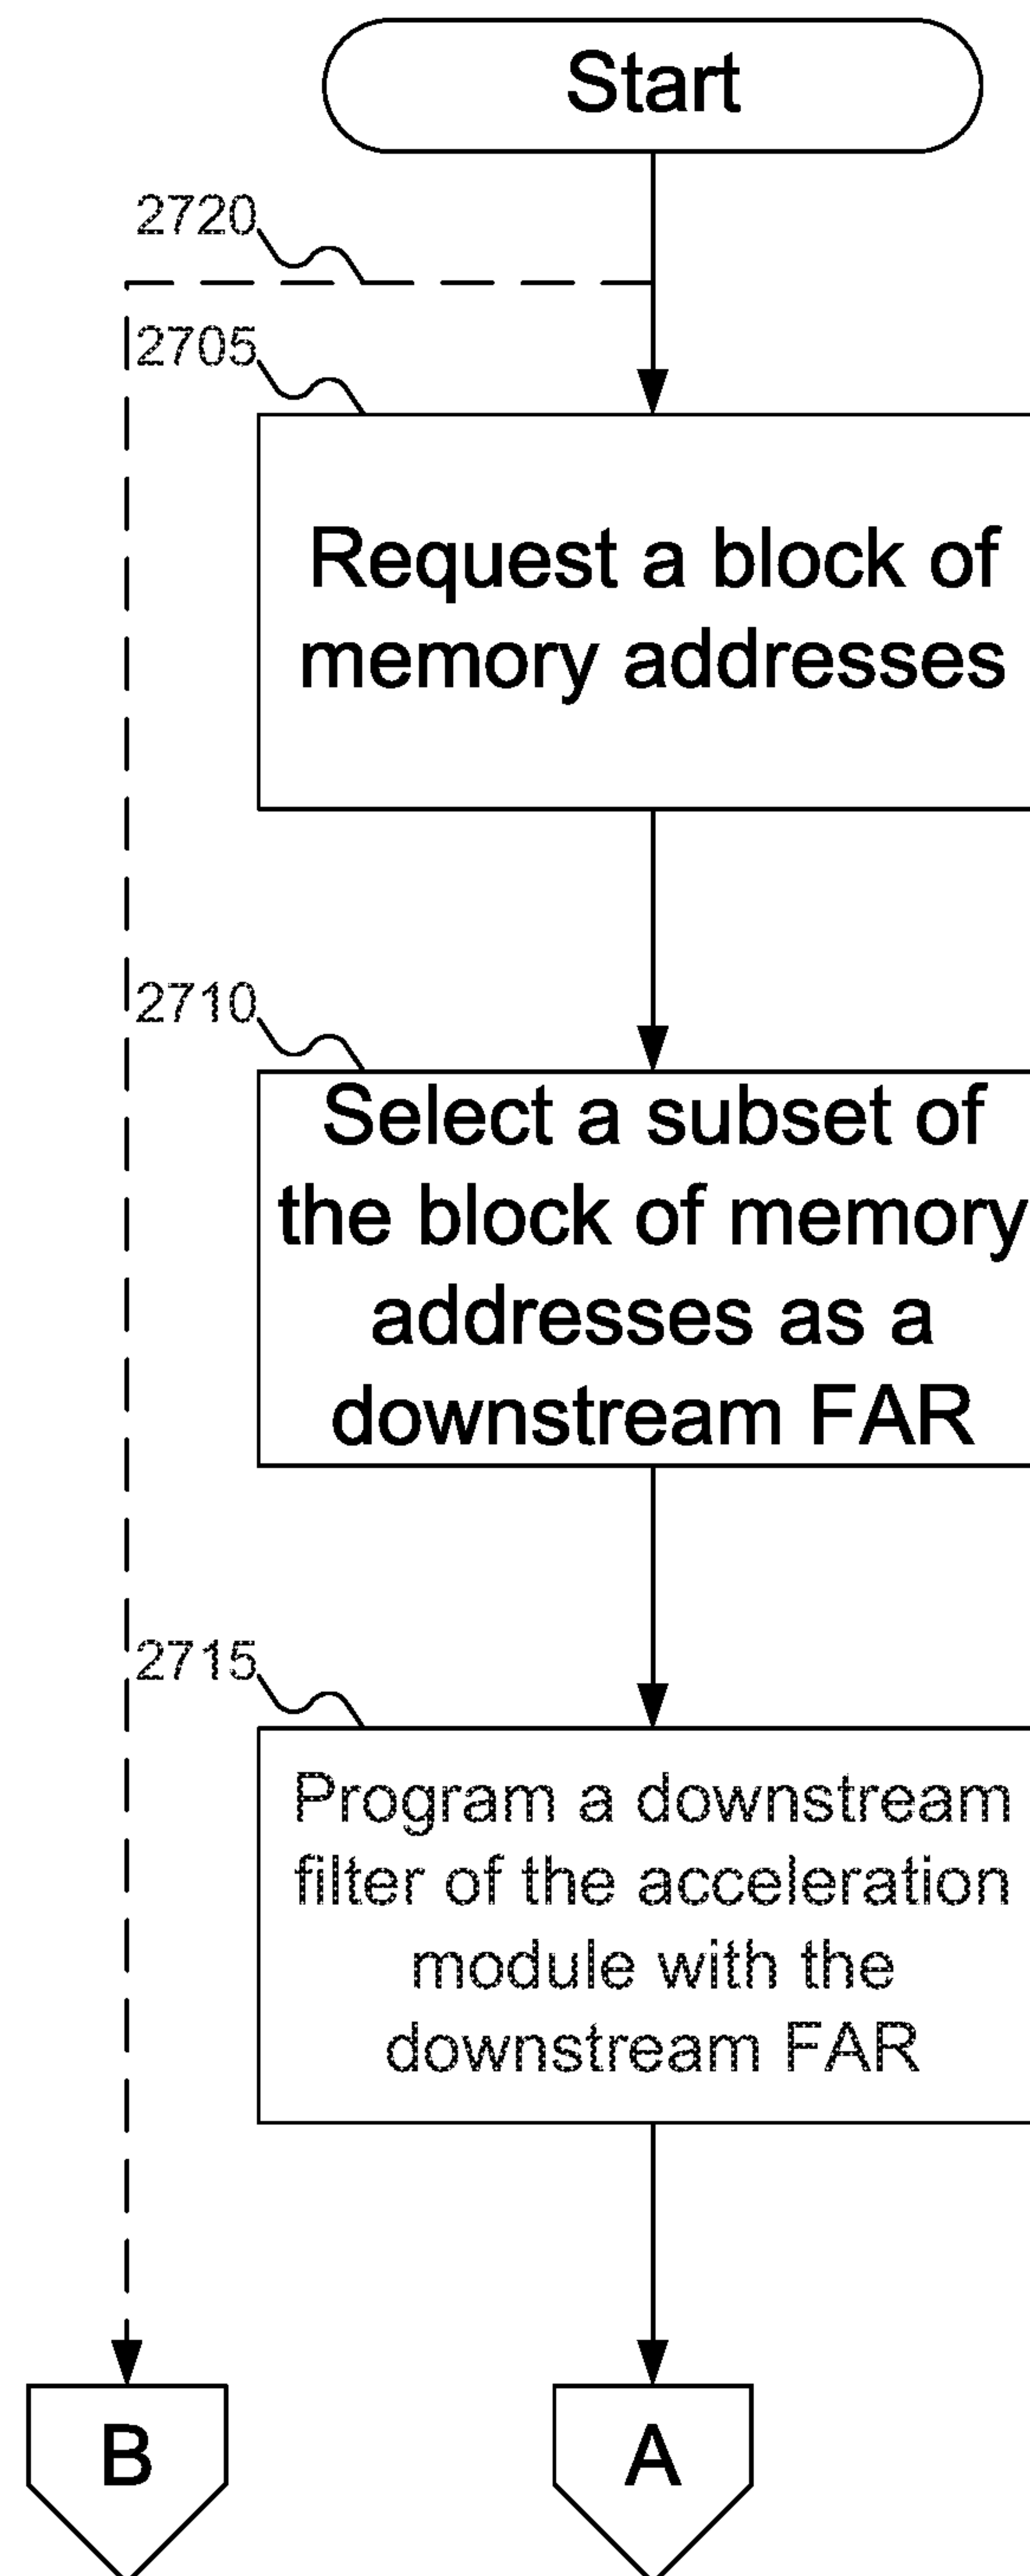 Start
2720
2705
Request a block of
memory addresses
2710
Select a subset of
the block of memory
addresses as a
downstream FAR
2715
Program a downstream
filter of the acceleration
module with the
downstream FAR
B
A